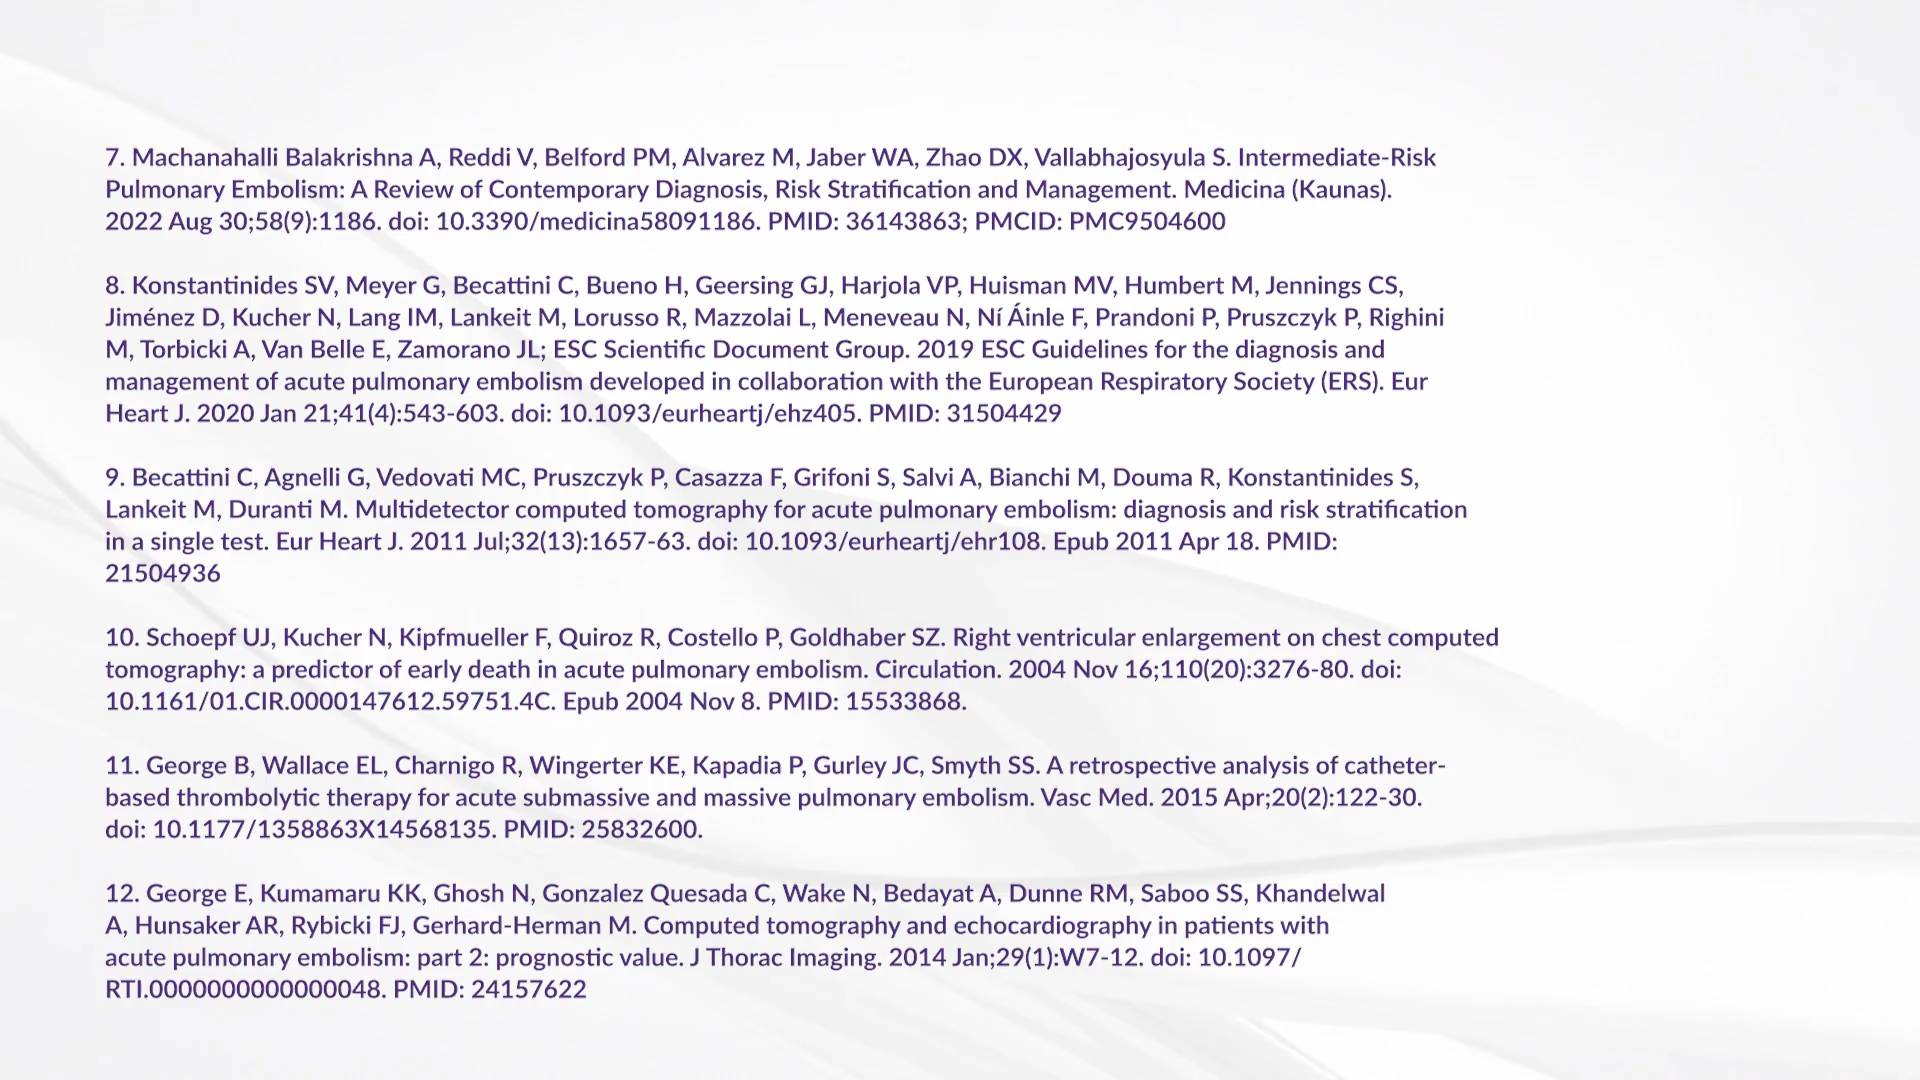 7. Machanahalli Balakrishna A, Reddi V, Belford PM, Alvarez M, Jaber WA, Zhao DX, Vallabhajosyula S. Intermediate-Risk
Pulmonary Embolism: A Review of Contemporary Diagnosis, Risk Stratification and Management. Medicina (Kaunas).
2022 Aug 30;58(9):1186. doi: 10.3390/medicina58091186. PMID: 36143863; PMCID: PMC9504600
8. Konstantinides SV, Meyer G, Becattini C, Bueno H, Geersing GJ, Harjola VP, Huisman MV, Humbert M, Jennings CS,
Jiménez D, Kucher N, Lang IM, Lankeit M, Lorusso R, Mazzolai L, Meneveau N, Ní Áinle F, Prandoni P, Pruszczyk P, Righini
M, Torbicki A, Van Belle E, Zamorano JL; ESC Scientific Document Group. 2019 ESC Guidelines for the diagnosis and
management of acute pulmonary embolism developed in collaboration with the European Respiratory Society (ERS). Eur
Heart J. 2020 Jan 21;41(4):543-603. doi: 10.1093/eurheartj/ehz405. PMID: 31504429
9. Becattini C, Agnelli G, Vedovati MC, Pruszczyk P, Casazza F, Grifoni S, Salvi A, Bianchi M, Douma R, Konstantinides S,
Lankeit M, Duranti M. Multidetector computed tomography for acute pulmonary embolism: diagnosis and risk stratification
in a single test. Eur Heart J. 2011 Jul;32(13):1657-63. doi: 10.1093/eurheartj/ehr108. Epub 2011 Apr 18. PMID:
21504936
10. Schoepf UJ, Kucher N, Kipfmueller F, Quiroz R, Costello P, Goldhaber SZ. Right ventricular enlargement on chest computed
tomography: a predictor of early death in acute pulmonary embolism. Circulation. 2004 Nov 16;110(20):3276-80. doi:
10.1161/01.CIR.0000147612.59751.4C. Epub 2004 Nov 8. PMID: 15533868.
11. George B, Wallace EL, Charnigo R, Wingerter KE, Kapadia P, Gurley JC, Smyth SS. A retrospective analysis of catheter-
based thrombolytic therapy for acute submassive and massive pulmonary embolism. Vasc Med. 2015 Apr;20(2):122-30.
doi: 10.1177/1358863X14568135. PMID: 25832600.
12. George E, Kumamaru KK, Ghosh N, Gonzalez Quesada C, Wake N, Bedayat A, Dunne RM, Saboo SS, Khandelwal
A, Hunsaker AR, Rybicki FJ, Gerhard-Herman M. Computed tomography and echocardiography in patients with
acute pulmonary embolism: part 2: prognostic value. J Thorac Imaging. 2014 Jan;29(1):W7-12. doi: 10.1097/
RTI.0000000000000048. PMID: 24157622